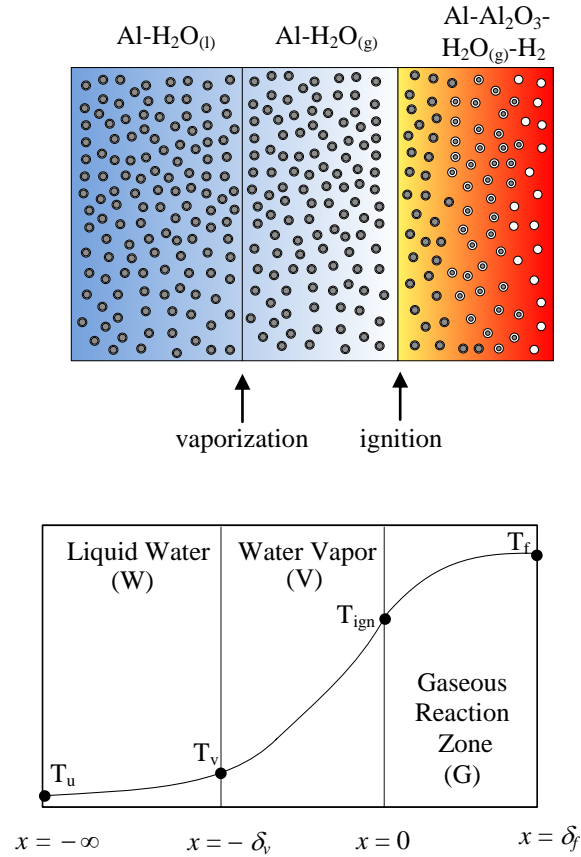 Al-H2O(l)
Al-H2O(g)
Al-Al2O3-
H2O(g)-H2
vaporization
ignition
Liquid Water
(W)
Water Vapor
(V)
Tf
Tign
Gaseous
Reaction
Zone
(G)
Tv
Tu
x = −∞
x = − δv
x = 0
x = δf